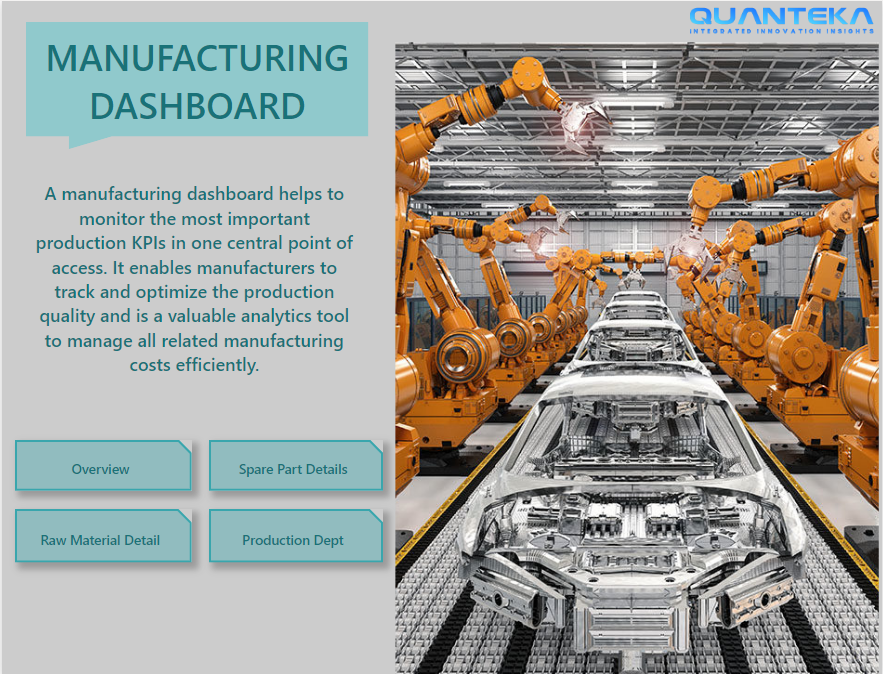 QUANTEKA
INTEGRATED INNOVATION INSIGHTS
MANUFACTURING
DASHBOARD
A manufacturing dashboard helps to
monitor the most important
production KPIs in one central point of
access. It enables manufacturers to
track and optimize the production
quality and is a valuable analytics tool
to manage all related manufacturing
costs efficiently.
Overview
Spare Part Details
Raw Material Detail
Production Dept